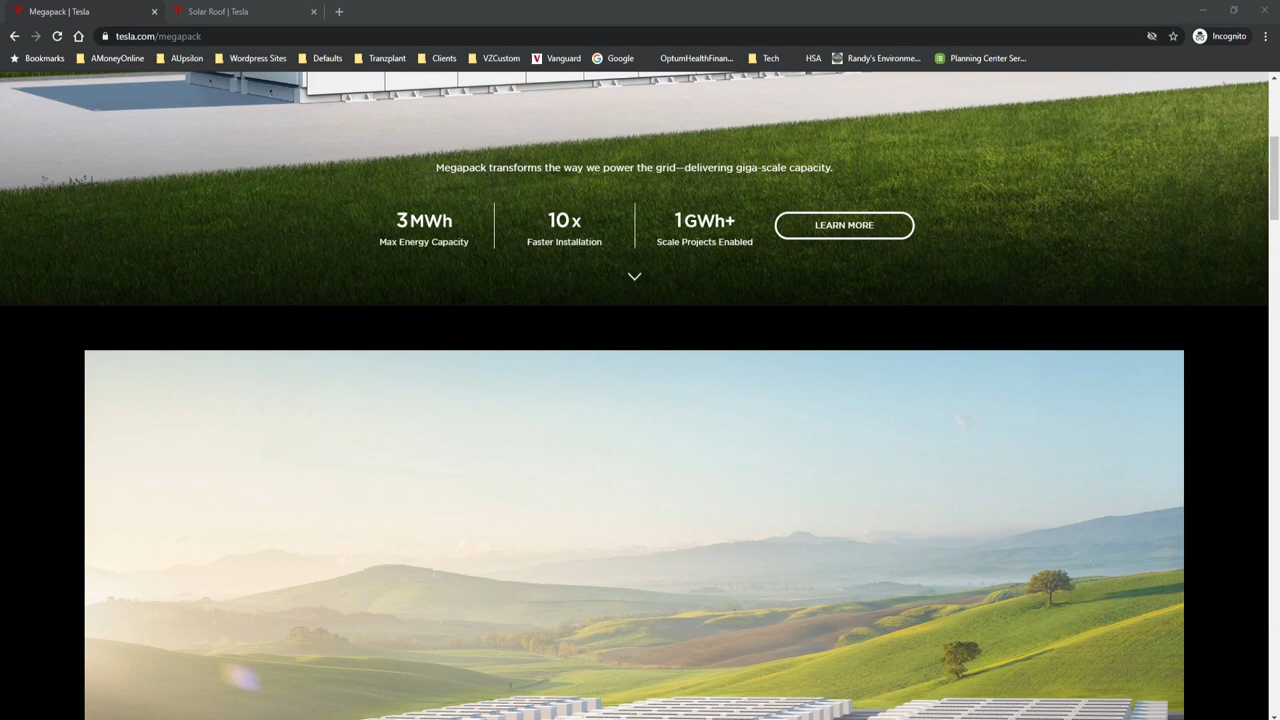 Megapack | Tesla
Solar Roof | Tesla
tesla.com/megapack
Incognito
Bookmarks
AMoneyOnline
AUpsilon
Wordpress Sites
Defaults
Tranzplant
Clients
VZCustom
Vanguard
Google
OptumHealthFinan...
Tech
HSA
Randy's Environme...
Planning Center Ser...
Megapack transforms the way we power the grid—delivering giga-scale capacity.
3 MWh
Max Energy Capacity
10 x
Faster Installation
1 GWh+
Scale Projects Enabled
LEARN MORE